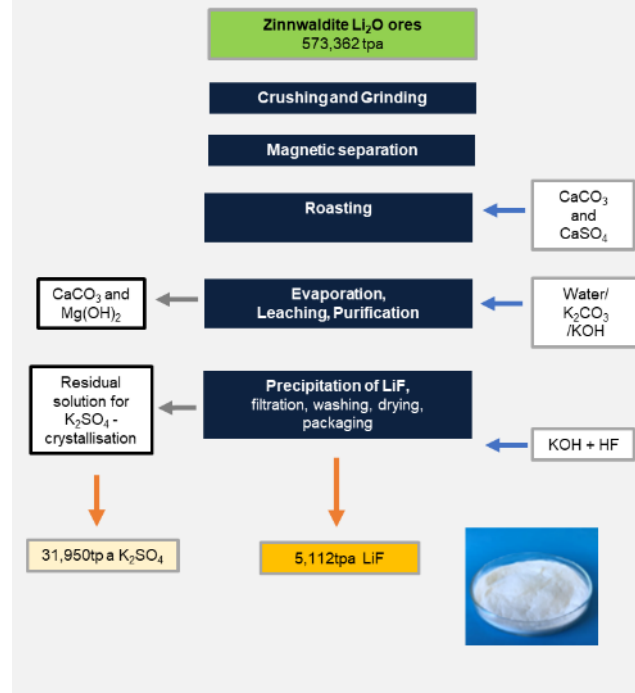 Zinnwaldite Li₂O ores
573,362 tpa
Crushing and Grinding
Magnetic separation
Roasting
CaCO₃
and
CaSO₄
CaCO₃ and
Mg(OH)₂
Evaporation,
Leaching, Purification
Water/
K₂CO₃
/KOH
Residual
solution for
K₂SO₄ -
crystallisation
Precipitation of LiF,
filtration, washing, drying,
packaging
KOH + HF
31,950tpa K₂SO₄
5,112tpa LiF